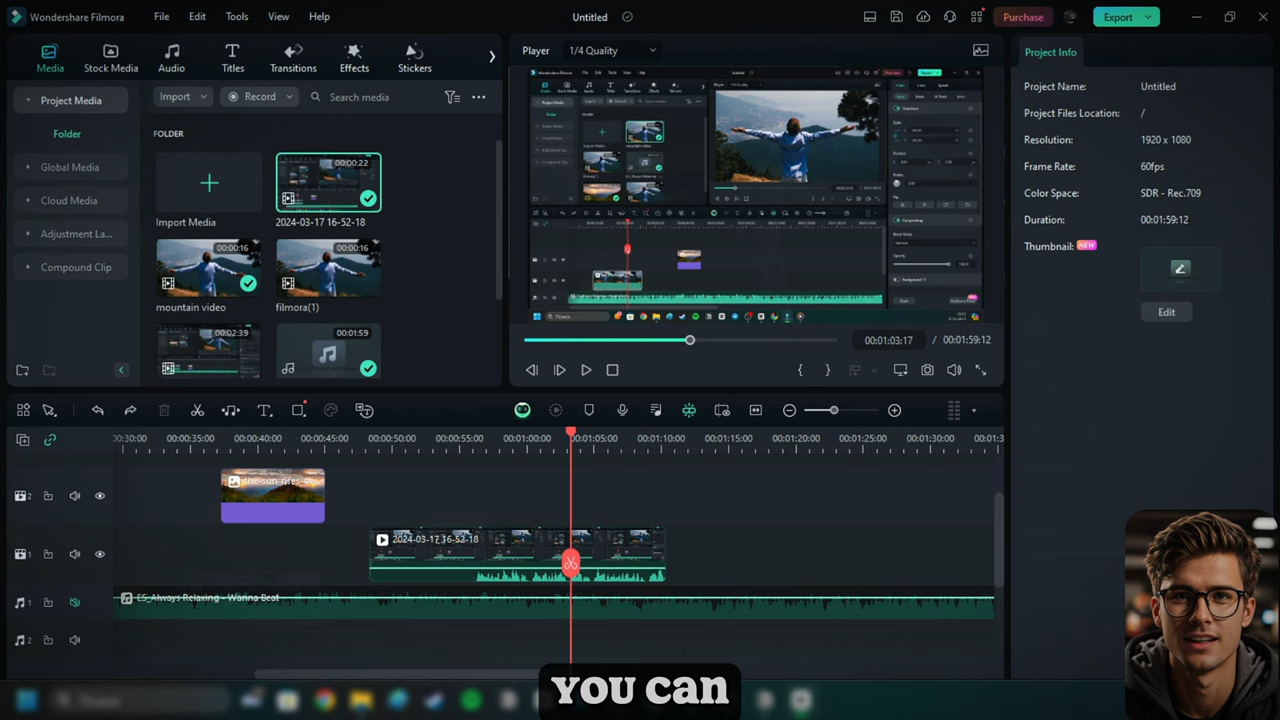 Wondershare Filmora File Edit Tools View Help Untitled Purchase Export
Media Stock Media Audio Titles Transitions Effects Stickers
Player 1/4 Quality
Project Info
Project Media Import Record Search media
Folder
Global Media
Cloud Media
Adjustment La...
Compound Clip
FOLDER
00:00:22
Import Media 2024-03-17 16-52-18
00:00:16 00:00:16
mountain video filmora(1)
00:02:39 00:01:59
00:01:03:17 / 00:01:59:12
Project Name: Untitled
Project Files Location: /
Resolution: 1920 x 1080
Frame Rate: 60fps
Color Space: SDR - Rec.709
Duration: 00:01:59:12
Thumbnail: NEW
Edit
:00:30:00 00:00:35:00 00:00:40:00 00:00:45:00 00:00:50:00 00:00:55:00 00:01:00:00 00:01:05:00 00:01:10:00 00:01:15:00 00:01:20:00 00:01:25:00 00:01:30:00 00:01:3
2 the-sun-rises-o
1 2024-03-17 16-52-18
1 ES_Always Relaxing - Wanna Beat
2
you can